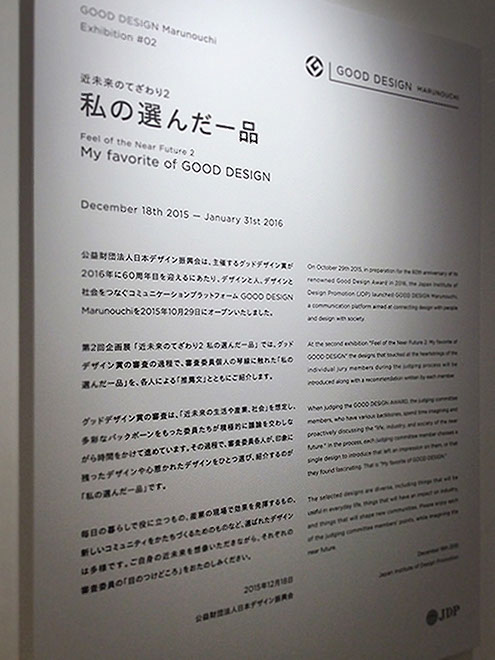 GOOD DESIGN Marunouchi
Exhibition #02
GOOD DESIGN MARUNOUCHI
近未来のてざわり2
私の選んだ一品
Feel of the Near Future 2
My favorite of GOOD DESIGN
December 18th 2015 — January 31st 2016
公益財団法人日本デザイン振興会は、主催するグッドデザイン賞が
2016年に60周年目を迎えるにあたり、デザインと人、デザインと
社会をつなぐコミュニケーションプラットフォーム GOOD DESIGN
Marunouchiを2015年10月29日にオープンいたしました。
第2回企画展「近未来のてざわり2 私の選んだ一品」では、グッド
デザイン賞の審査の過程で、審査委員個人の琴線に触れた「私の
選んだ一品」を、各人による「推薦文」とともにご紹介します。
グッドデザイン賞の審査は、「近未来の生活や産業、社会」を想定し、
多彩なバックボーンをもった委員たちが積極的に議論を交わしな
がら時間をかけて進めています。その過程で、審査委員各人が、印象に
残ったデザインや心惹かれたデザインをひとつ選び、紹介するのが
「私の選んだ一品」です。
毎日の暮らしで役に立つもの、産業の現場で効果を発揮するもの、
新しいコミュニティをかたちづくるためのものなど、選ばれたデザイン
は多様です。ご自身の近未来を想像いただきながら、それぞれの
審査委員の「目のつけどころ」をおたのしみください。
2015年12月18日
公益財団法人日本デザイン振興会
On October 29th 2015, in preparation for the 60th anniversary of its
renowned Good Design Award in 2016, the Japan Institute of
Design Promotion (JDP) launched GOOD DESIGN Marunouchi,
a communication platform aimed at connecting design with people
and design with society.
At the second exhibition "Feel of the Near Future 2: My favorite of
GOOD DESIGN" the designs that touched at the heartstrings of the
individual jury members during the judging process will be
introduced along with a recommendation written by each member.
When judging the GOOD DESIGN AWARD, the judging committee
members, who have various backbones, spend time imagining and
proactively discussing the "life, industry, and society of the near
future." In the process, each judging committee member chooses a
single design to introduce that left an impression on them, or that
they found fascinating. That is "My favorite of GOOD DESIGN."
The selected designs are diverse, including things that will be
useful in everyday life, things that will have an impact on industry,
and things that will shape new communities. Please enjoy each
of the judging committee members' points, while imagining the
near future.
December 18th 2015
Japan Institute of Design Promotion
JDP